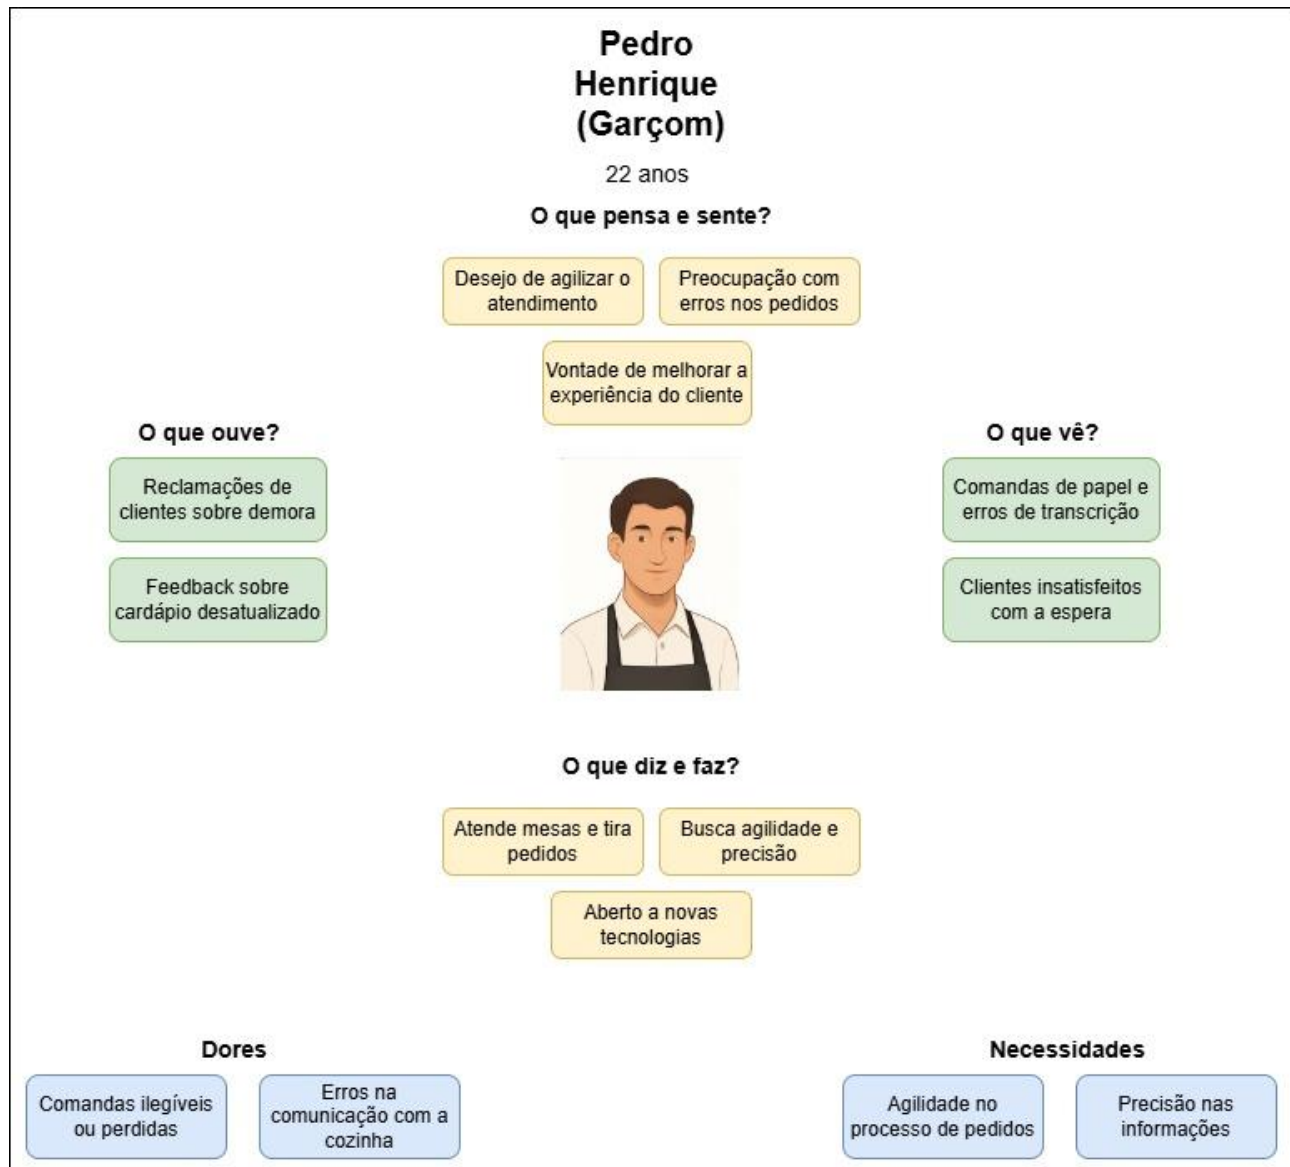 Pedro
Henrique
(Garçom)
22 anos
O que pensa e sente?
Desejo de agilizar o
atendimento
Preocupação com
erros nos pedidos
Vontade de melhorar a
experiência do cliente
O que ouve?
Reclamações de
clientes sobre demora
Feedback sobre
cardápio desatualizado
O que vê?
Comandas de papel e
erros de transcrição
Clientes insatisfeitos
com a espera
O que diz e faz?
Atende mesas e tira
pedidos
Busca agilidade e
precisão
Aberto a novas
tecnologias
Dores
Comandas ilegíveis
ou perdidas
Erros na
comunicação com a
cozinha
Necessidades
Agilidade no
processo de pedidos
Precisão nas
informações